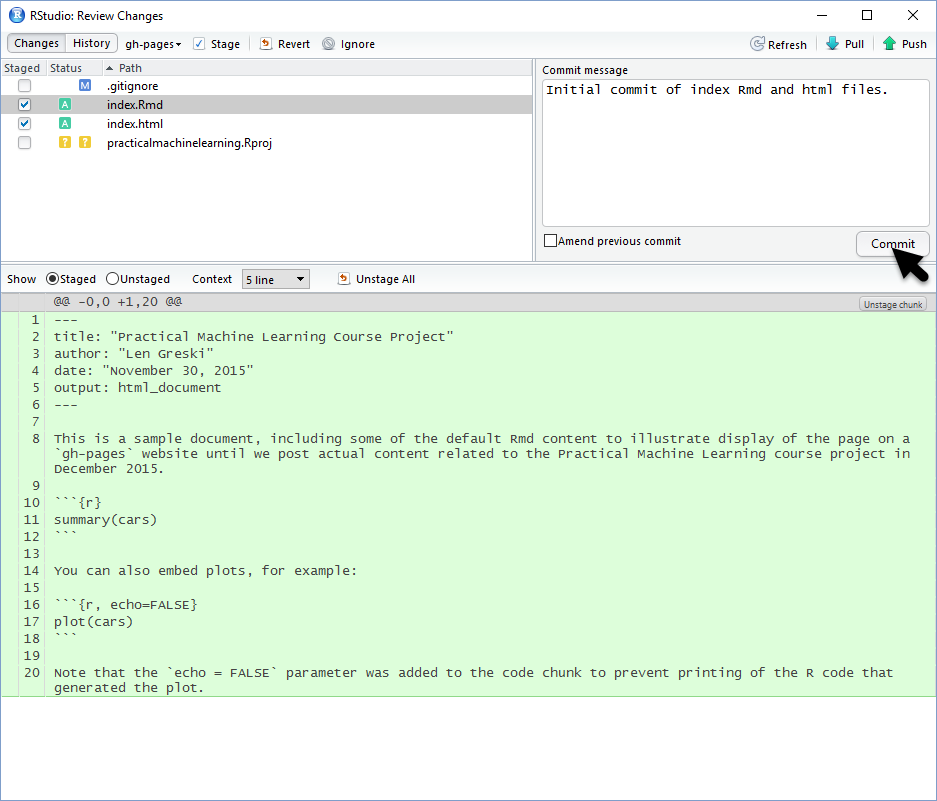 RStudio: Review Changes
Changes History gh-pages Stage Revert Ignore Refresh Pull Push
Staged Status Path
M .gitignore
A index.Rmd
A index.html
? ? practicalmachinelearning.Rproj
Commit message
Initial commit of index Rmd and html files.
Amend previous commit
Commit
Show Staged Unstaged Context 5 line Unstage All
@@ -0,0 +1,20 @@ Unstage chunk
1 ---
2 title: "Practical Machine Learning Course Project"
3 author: "Len Greski"
4 date: "November 30, 2015"
5 output: html_document
6 ---
7
8 This is a sample document, including some of the default Rmd content to illustrate display of the page on a
`gh-pages` website until we post actual content related to the Practical Machine Learning course project in
December 2015.
9
10 ```{r}
11 summary(cars)
12 ```
13
14 You can also embed plots, for example:
15
16 ```{r, echo=FALSE}
17 plot(cars)
18 ```
19
20 Note that the `echo = FALSE` parameter was added to the code chunk to prevent printing of the R code that
generated the plot.